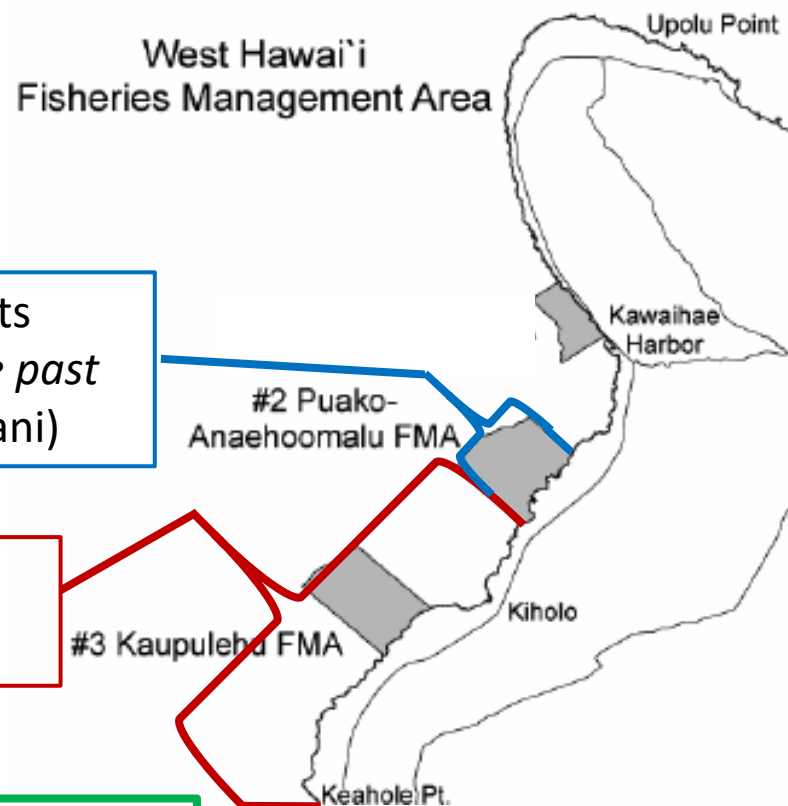 West Hawai`i
Fisheries Management Area
Upolu Point
Kawaihae
Harbor
ts
past
ani)
#2 Puako-
Anaehoomalu FMA
Kiholo
#3 Kaupulehu FMA
Keahole Pt.